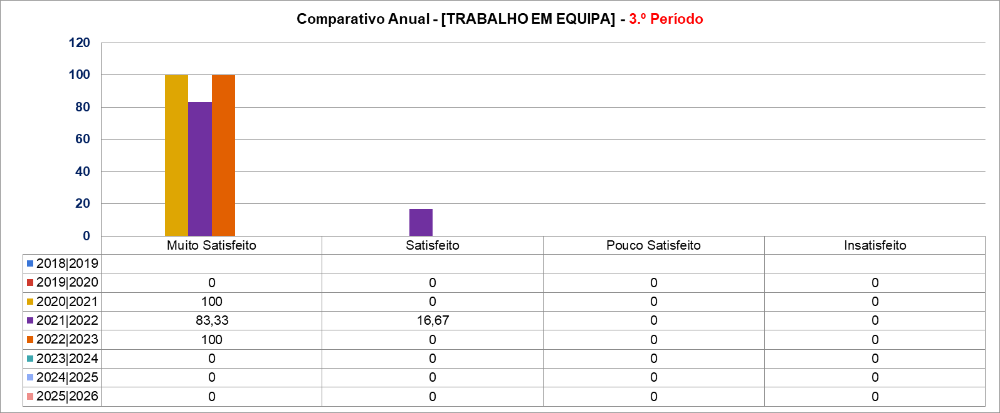 Comparativo Anual - [TRABALHO EM EQUIPA] - 3.º Período
120
100
80
60
40
20
0
Muito Satisfeito Satisfeito Pouco Satisfeito Insatisfeito
2018|2019
2019|2020 0 0 0 0
2020|2021 100 0 0 0
2021|2022 83,33 16,67 0 0
2022|2023 100 0 0 0
2023|2024 0 0 0 0
2024|2025 0 0 0 0
2025|2026 0 0 0 0